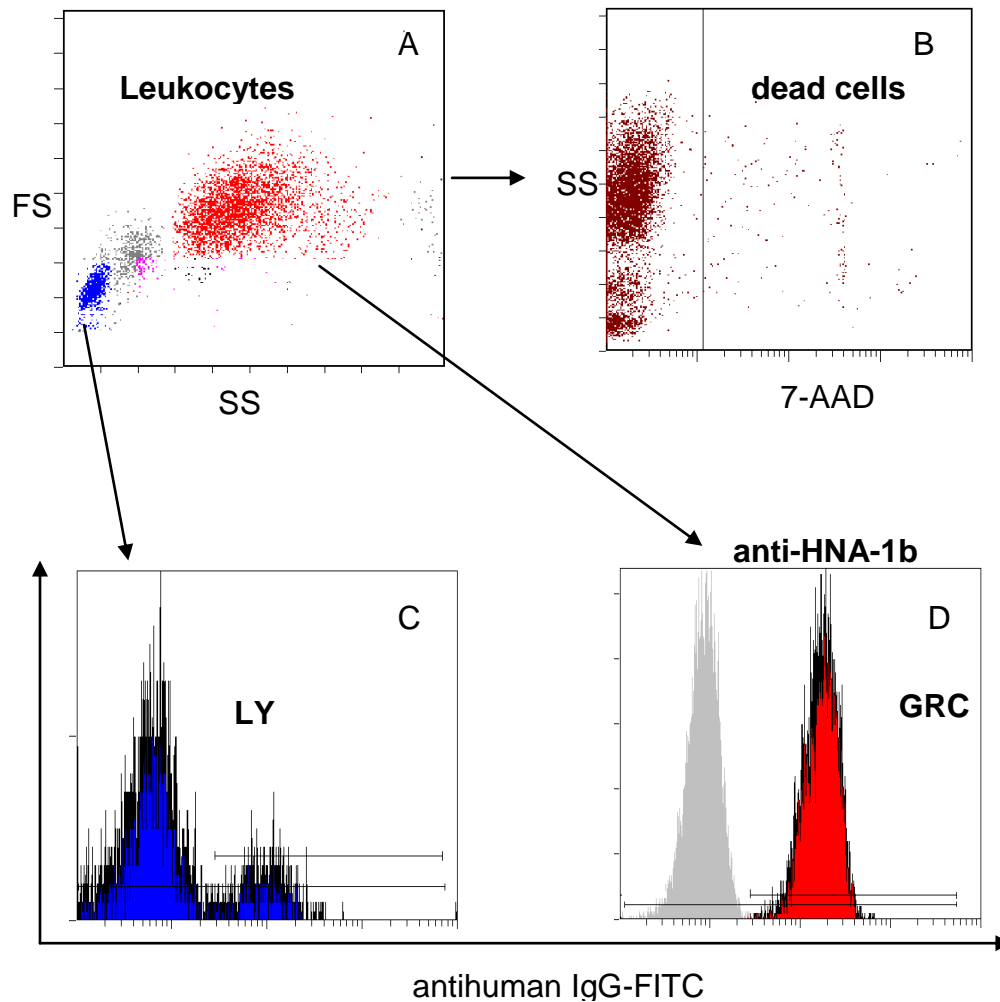 A
Leukocytes
FS
SS
B
dead cells
SS
7-AAD
C
LY
anti-HNA-1b
D
GRC
antihuman IgG-FITC